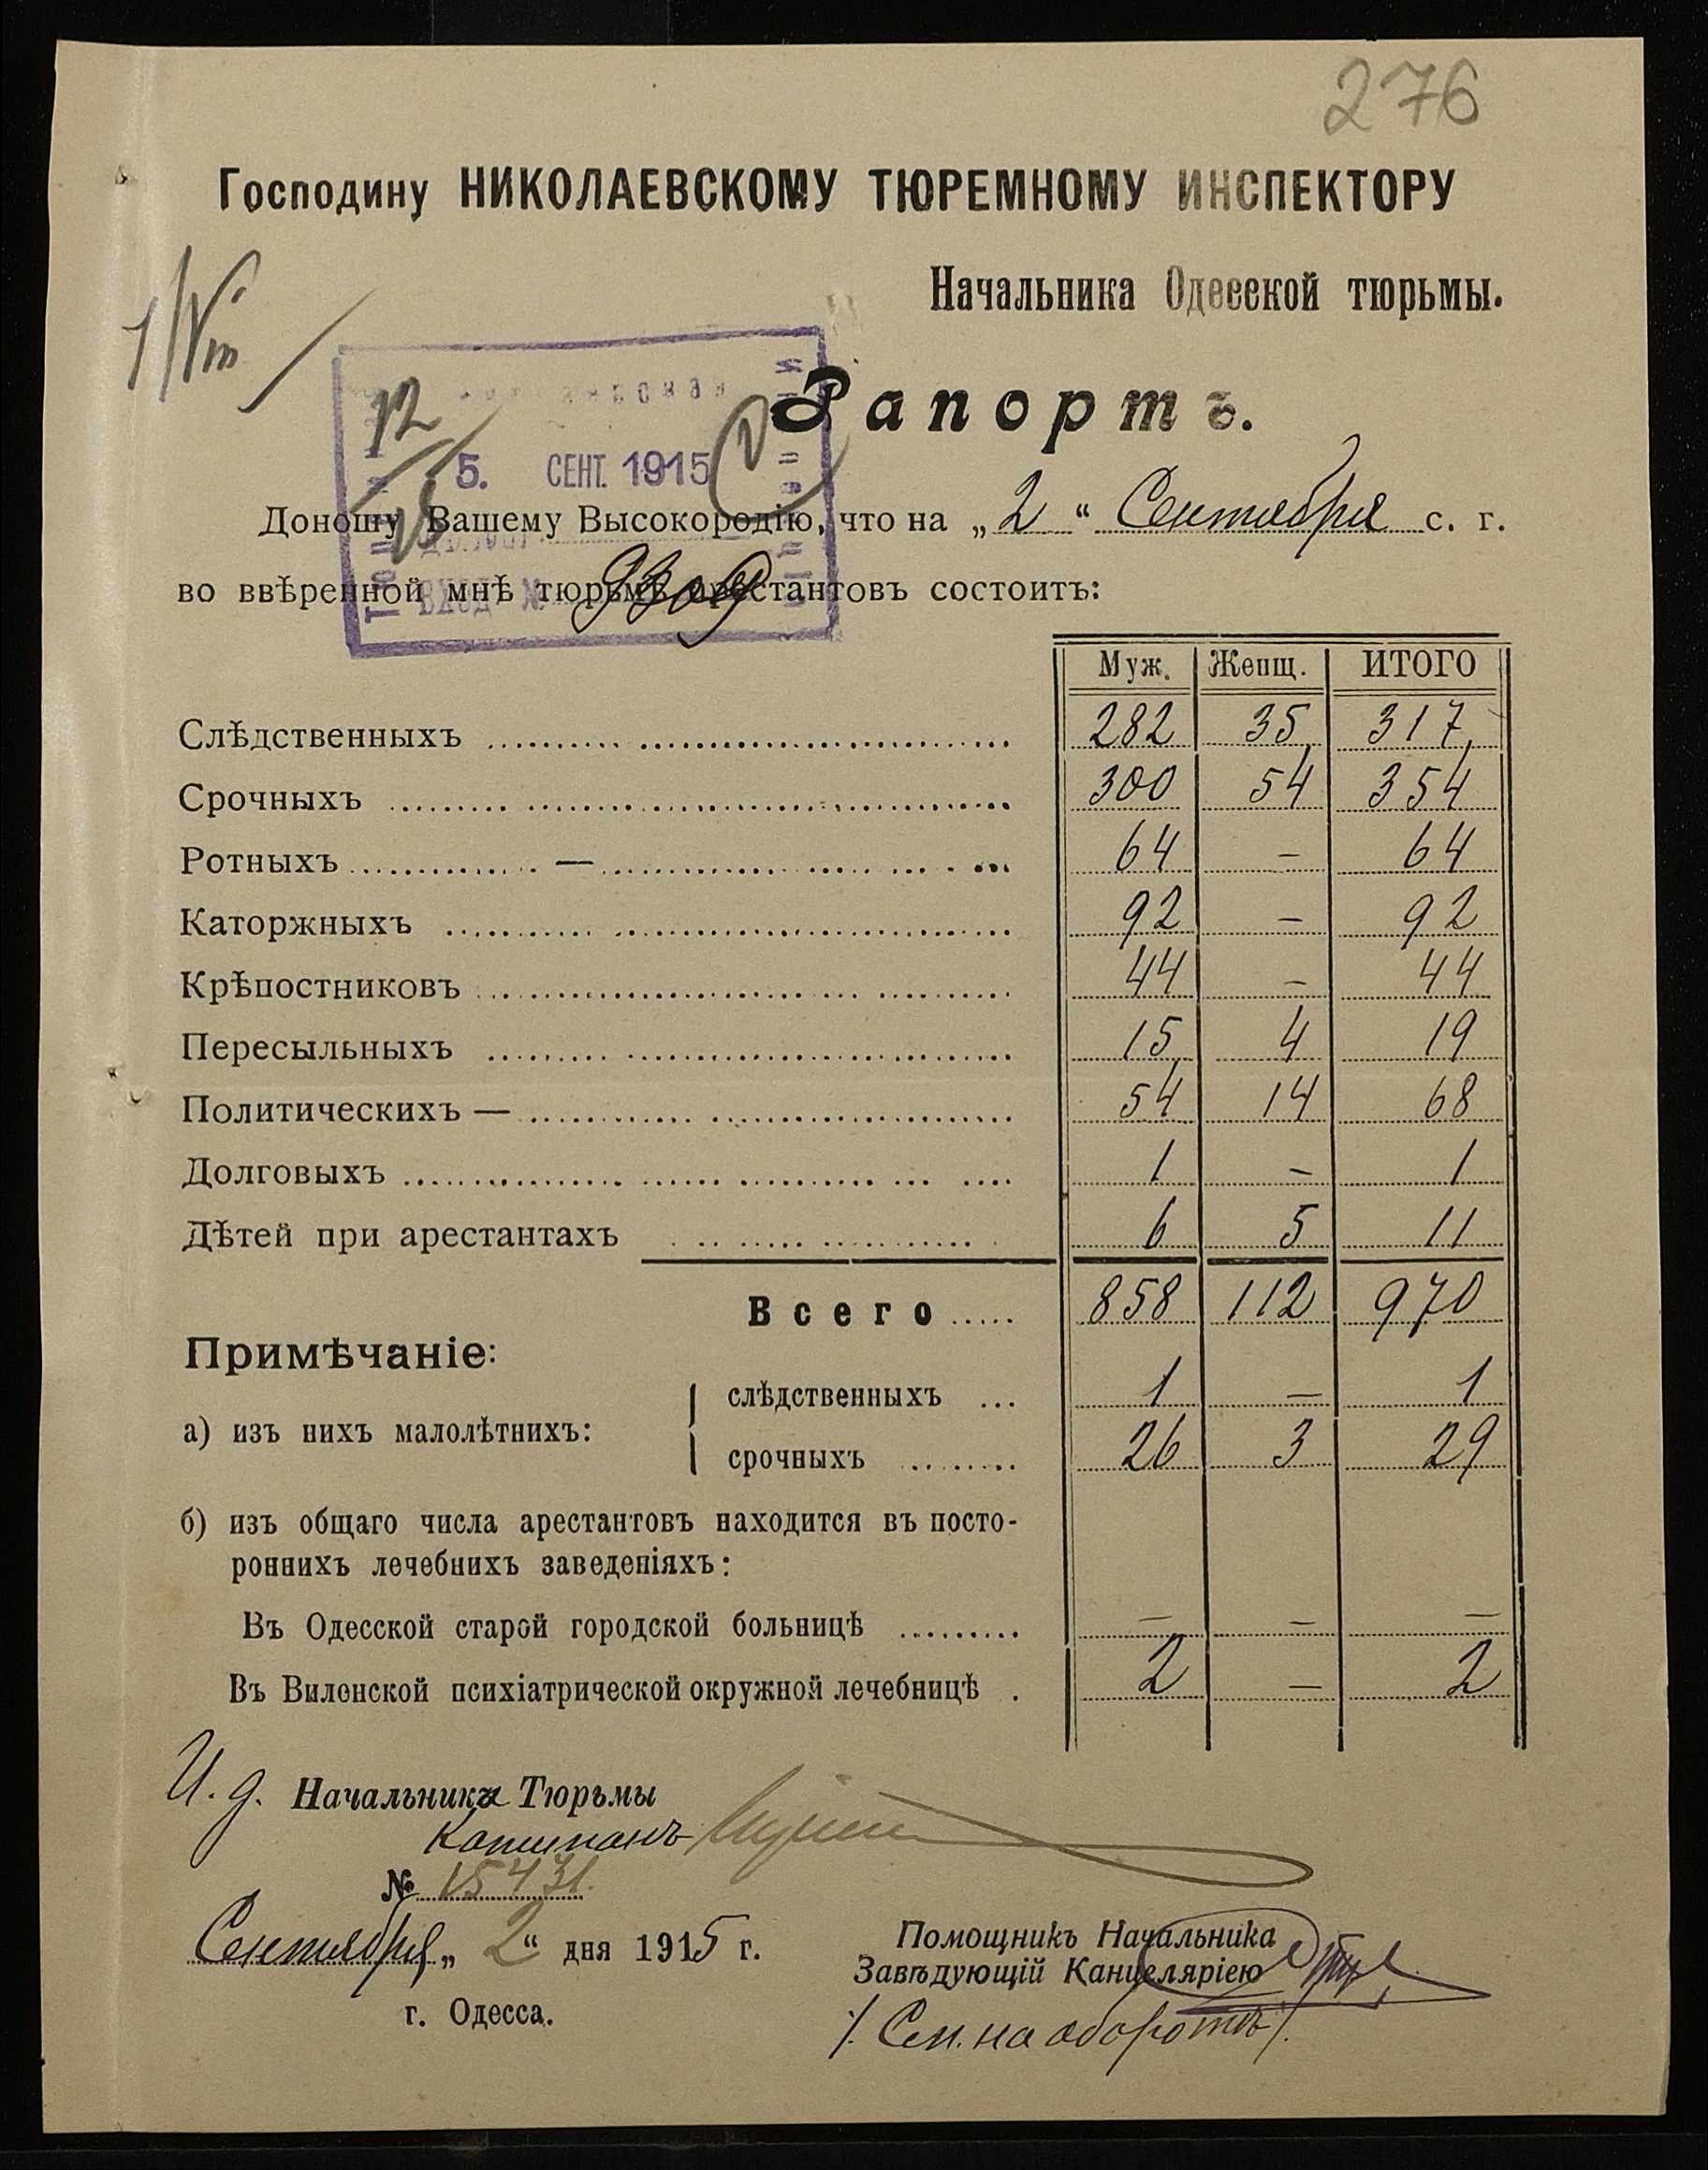 276
Господину НИКОЛАЕВСКОМУ ТЮРЕМНОМУ ИНСПЕКТОРУ
Начальника Одесской тюрьмы.
Рапортъ.
12
5. СЕНТ. 1915
Доношу Вашему Высокородію, что на „2“ Сентября с. г.
во ввѣренной мнѣ тюрьмѣ арестантовъ состоитъ:
Муж. Женщ. ИТОГО
Слѣдственныхъ 282 35 317
Срочныхъ 300 54 354
Ротныхъ — 64 – 64
Каторжныхъ 92 – 92
Крѣпостниковъ 44 – 44
Пересыльныхъ 15 4 19
Политическихъ — 54 14 68
Долговыхъ 1 – 1
Дѣтей при арестантахъ 6 5 11
Всего 858 112 970
Примѣчаніе:
а) изъ нихъ малолѣтнихъ:
слѣдственныхъ 1 – 1
срочныхъ 26 3 29
б) изъ общаго числа арестантовъ находится въ посто-
роннихъ лечебныхъ заведеніяхъ:
Въ Одесской старой городской больницѣ – – –
Въ Виленской психіатрической окружной лечебницѣ 2 – 2
И. д. Начальника Тюрьмы
Капитанъ
№ 15431.
Сентября „2“ дня 1915 г.
г. Одесса.
Помощникъ Начальника
Завѣдующій Канцеляріею
/. См. на оборотѣ /.